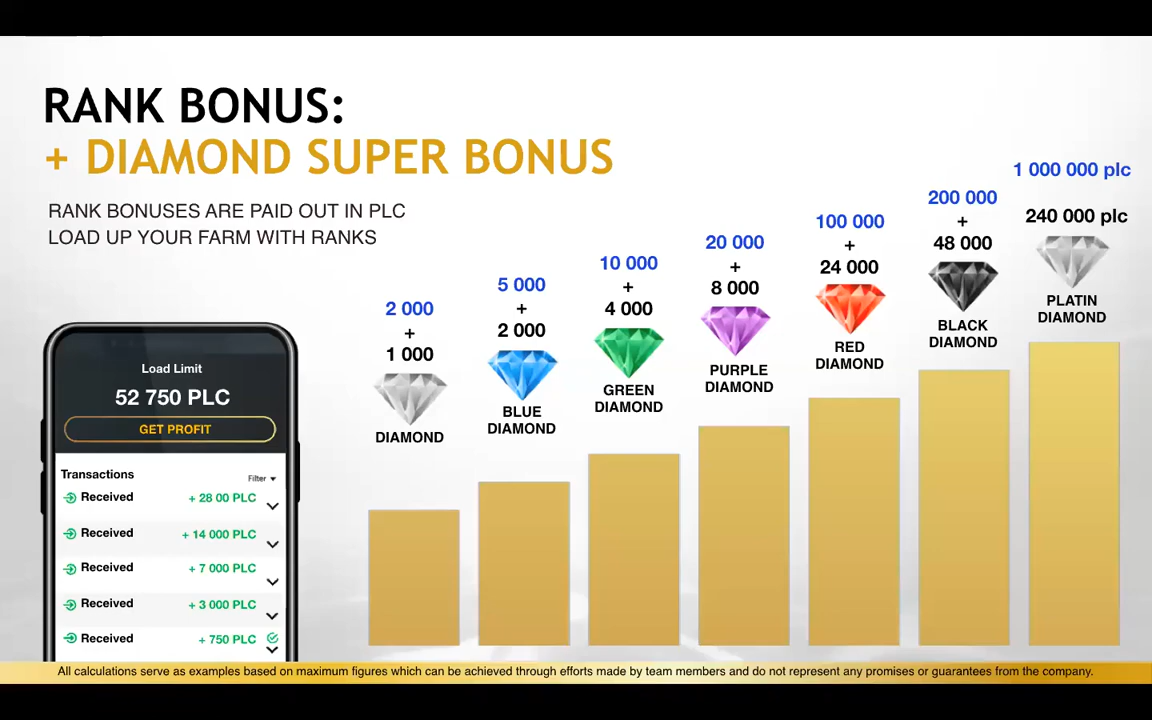 RANK BONUS:
+ DIAMOND SUPER BONUS
RANK BONUSES ARE PAID OUT IN PLC
LOAD UP YOUR FARM WITH RANKS
Load Limit
52 750 PLC
GET PROFIT
Transactions
Filter
Received + 28 00 PLC
Received + 14 000 PLC
Received + 7 000 PLC
Received + 3 000 PLC
Received + 750 PLC
2 000
+
1 000
DIAMOND
5 000
+
2 000
BLUE
DIAMOND
10 000
+
4 000
GREEN
DIAMOND
20 000
+
8 000
PURPLE
DIAMOND
100 000
+
24 000
RED
DIAMOND
200 000
+
48 000
BLACK
DIAMOND
1 000 000 plc
240 000 plc
PLATIN
DIAMOND
All calculations serve as examples based on maximum figures which can be achieved through efforts made by team members and do not represent any promises or guarantees from the company.